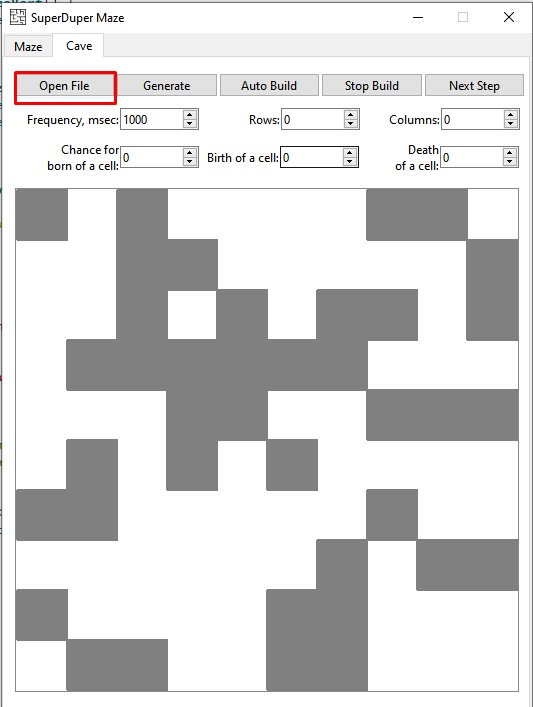 SuperDuper Maze
Maze Cave
Open File Generate Auto Build Stop Build Next Step
Frequency, msec: 1000 Rows: 0 Columns: 0
Chance for
born of a cell: 0 Birth of a cell: 0 Death
of a cell: 0